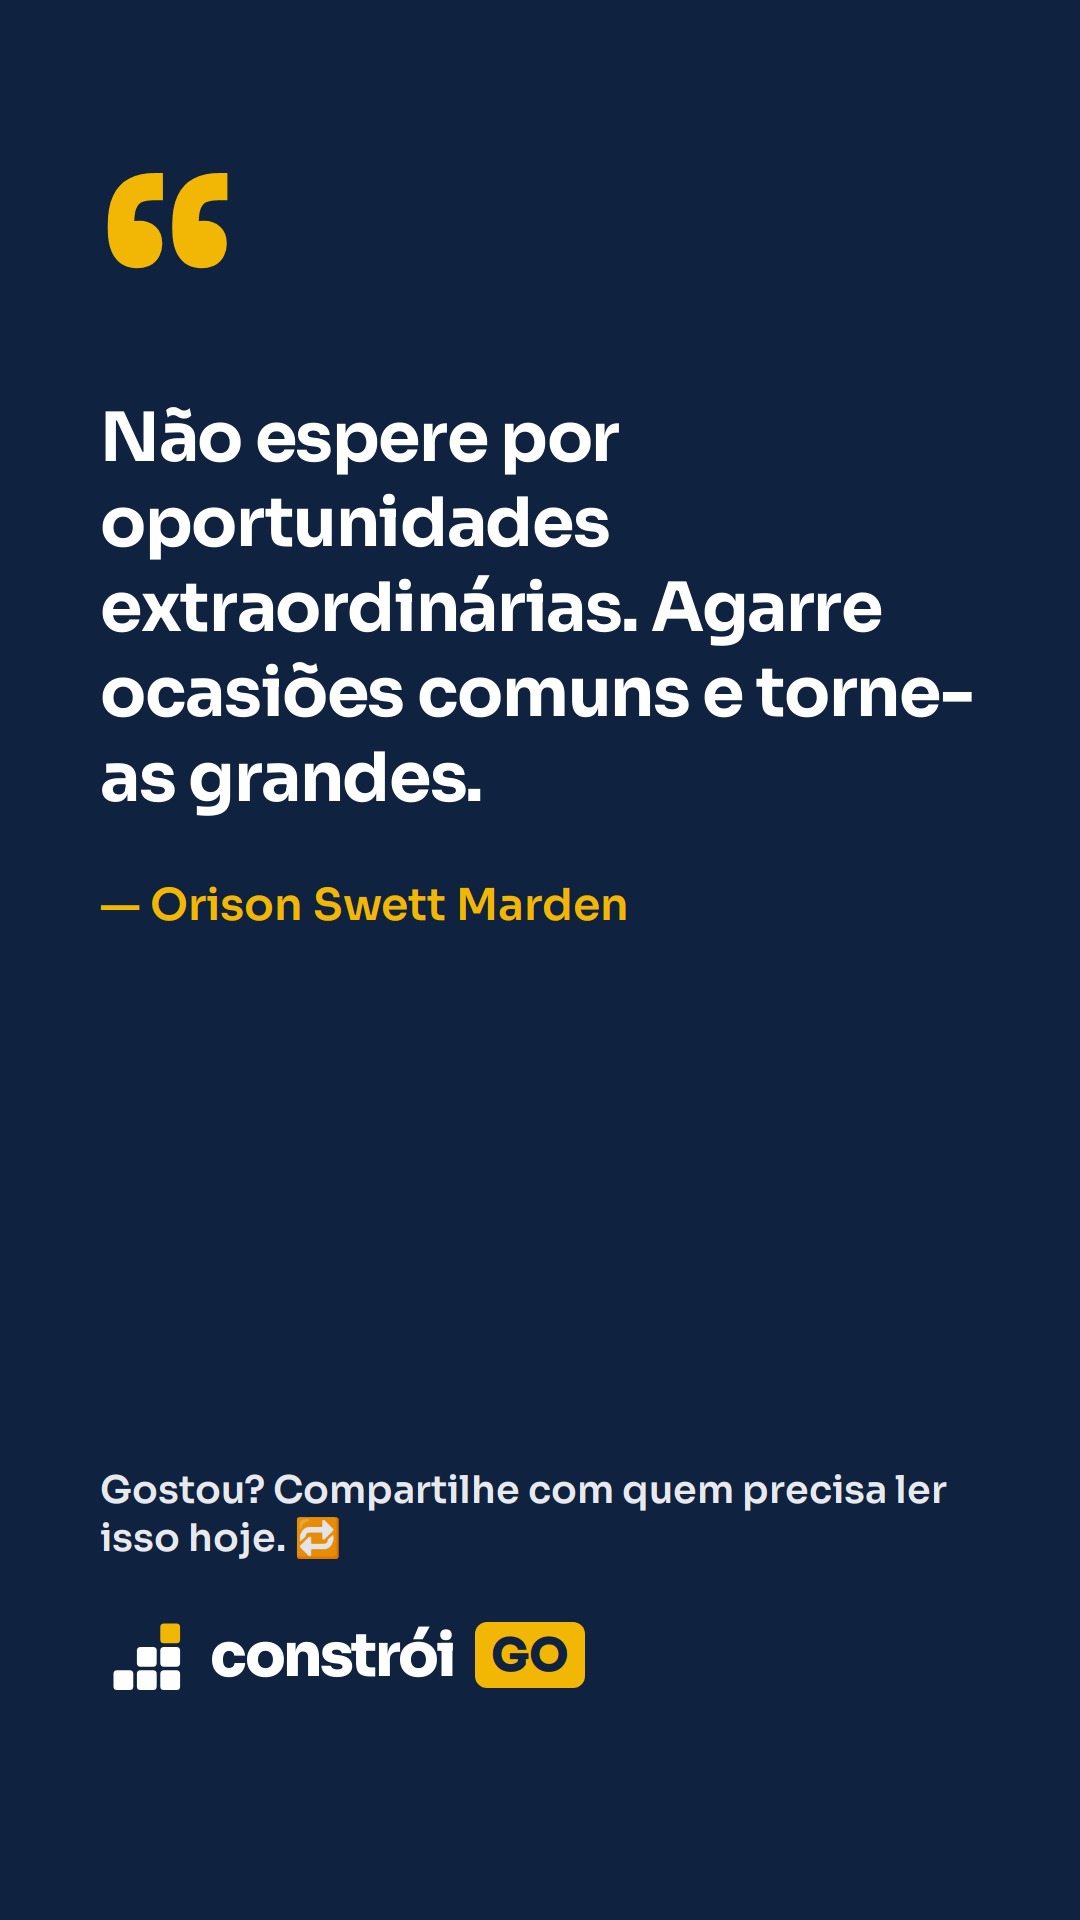 “
Não espere por
oportunidades
extraordinárias. Agarre
ocasiões comuns e torne-
as grandes.
— Orison Swett Marden
Gostou? Compartilhe com quem precisa ler
isso hoje. 🔁
constrói GO